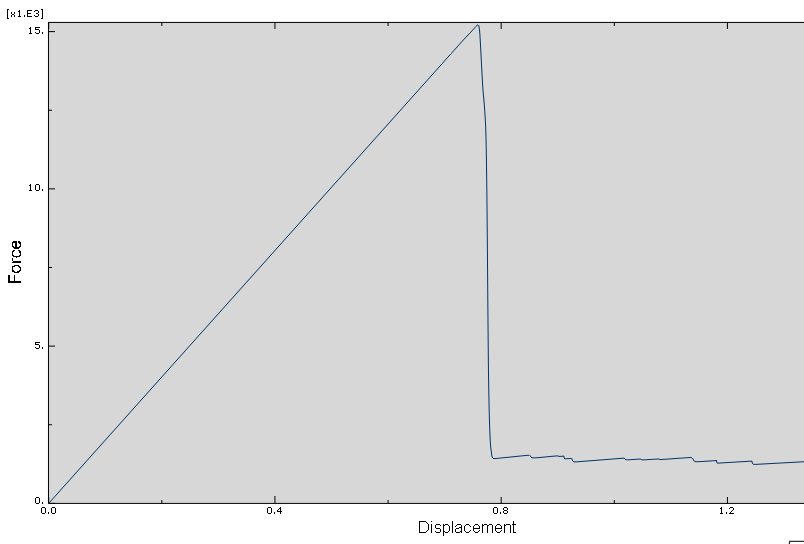 [x1.E3]
15.
10.
5.
0.
Force
0.0
0.4
0.8
1.2
Displacement